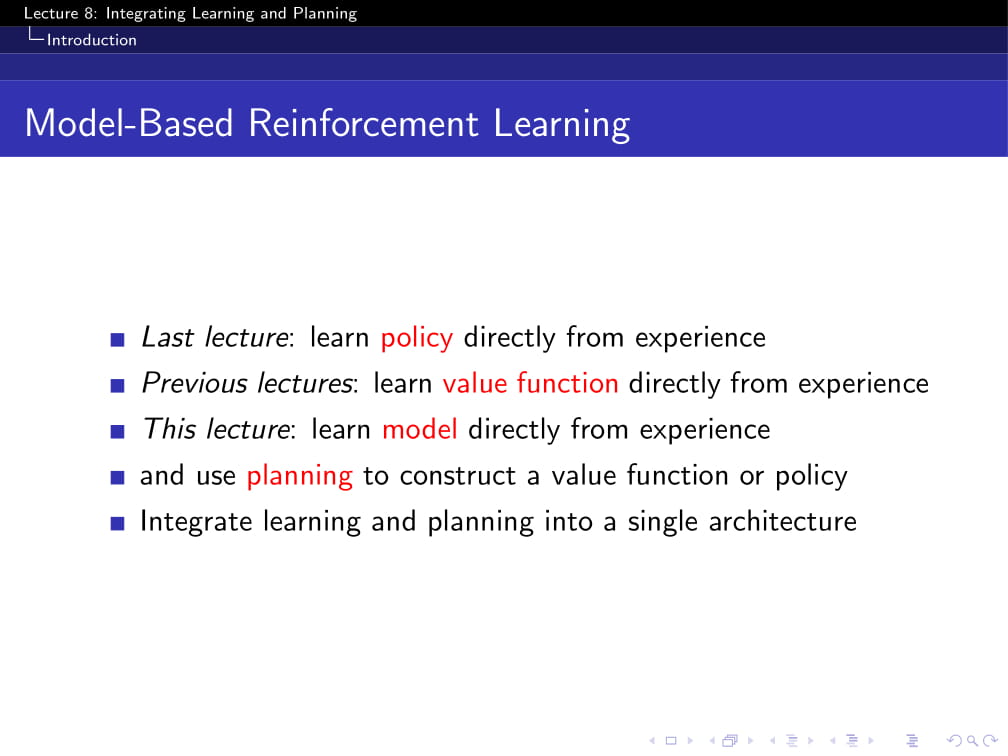 Lecture 8: Integrating Learning and Planning
Introduction
Model-Based Reinforcement Learning
Last lecture: learn policy directly from experience
Previous lectures: learn value function directly from experience
This lecture: learn model directly from experience
and use planning to construct a value function or policy
Integrate learning and planning into a single architecture